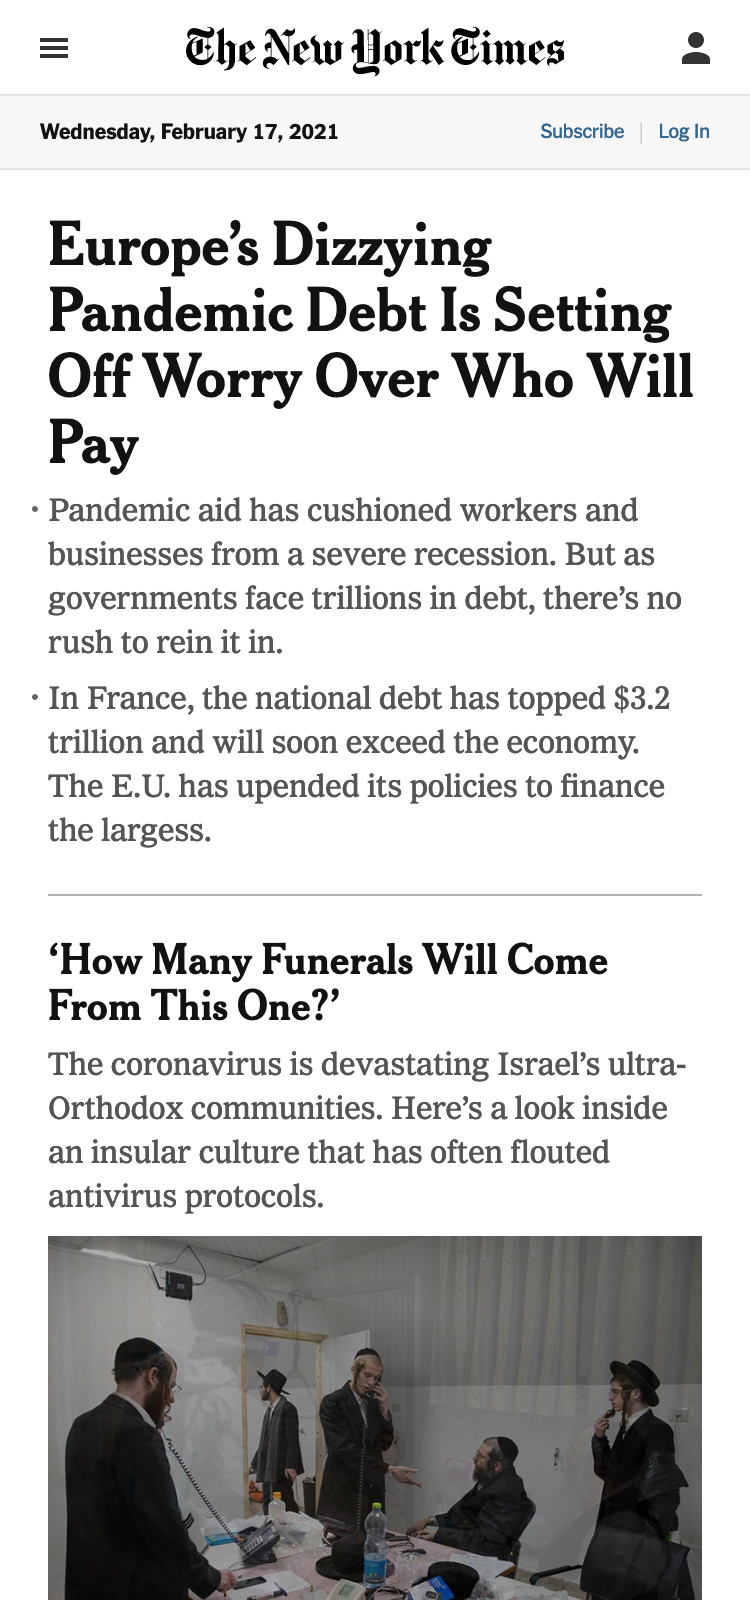 The New York Times
Wednesday, February 17, 2021
Subscribe | Log In
Europe’s Dizzying
Pandemic Debt Is Setting
Off Worry Over Who Will
Pay
• Pandemic aid has cushioned workers and
businesses from a severe recession. But as
governments face trillions in debt, there’s no
rush to rein it in.
• In France, the national debt has topped $3.2
trillion and will soon exceed the economy.
The E.U. has upended its policies to finance
the largess.
‘How Many Funerals Will Come
From This One?’
The coronavirus is devastating Israel’s ultra-
Orthodox communities. Here’s a look inside
an insular culture that has often flouted
antivirus protocols.